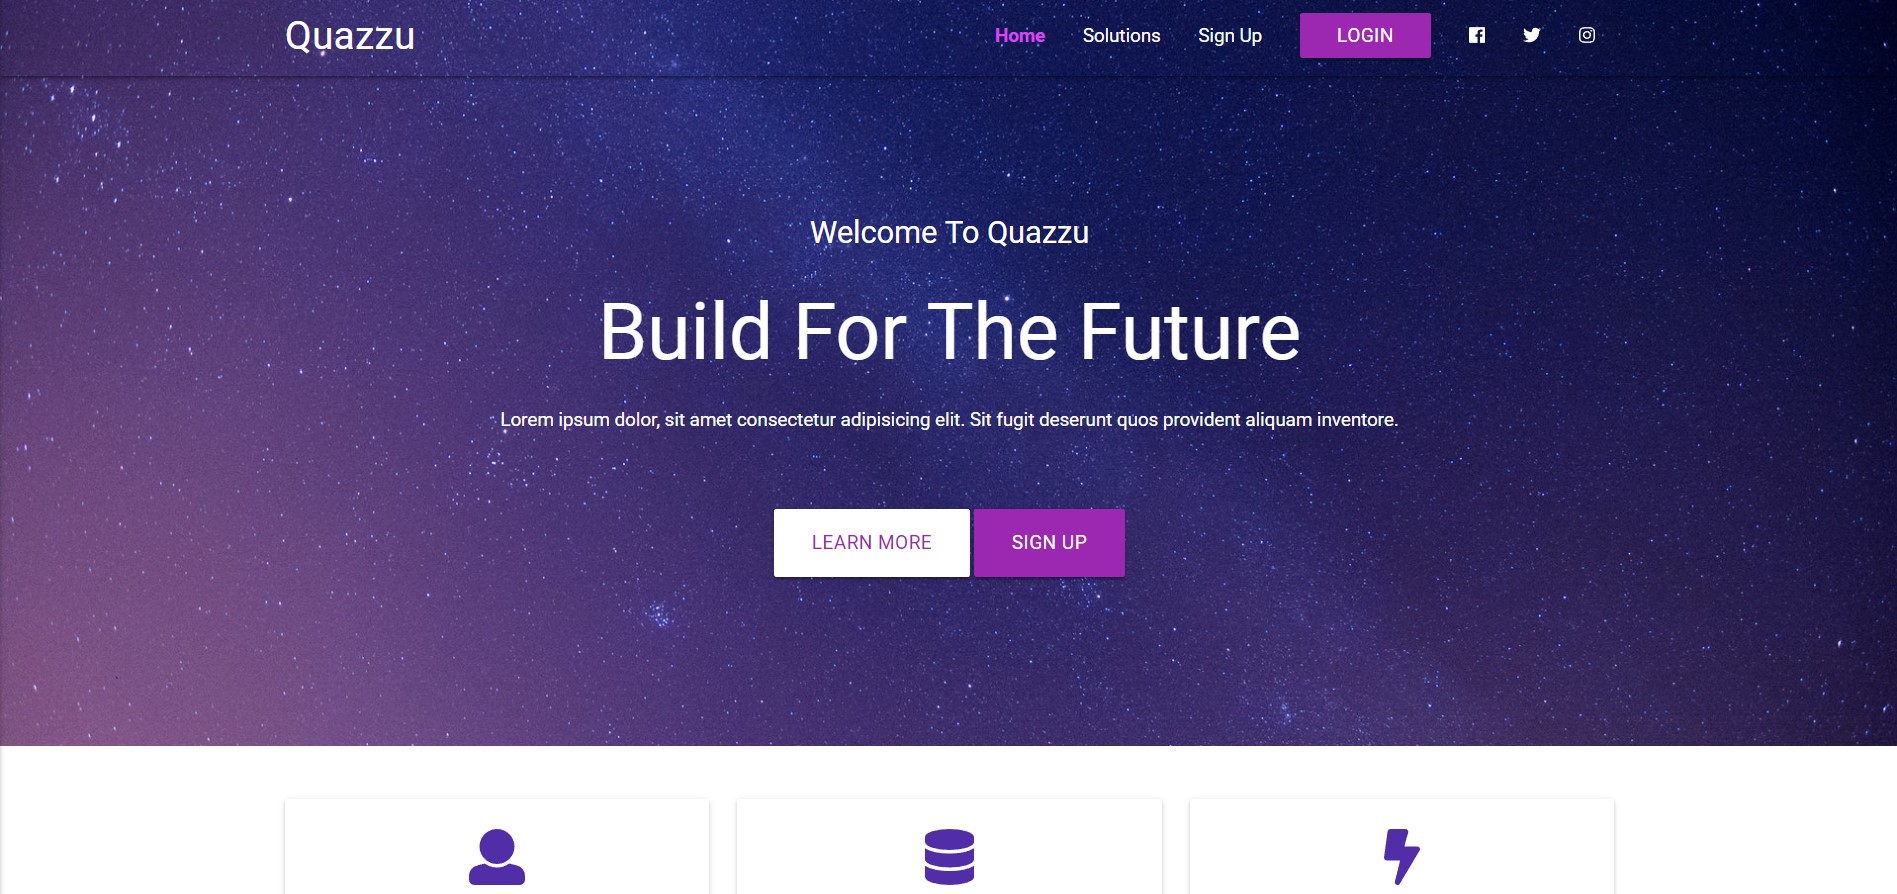 Quazzu
Home Solutions Sign Up LOGIN
Welcome To Quazzu
Build For The Future
Lorem ipsum dolor, sit amet consectetur adipisicing elit. Sit fugit deserunt quos provident aliquam inventore.
LEARN MORE SIGN UP